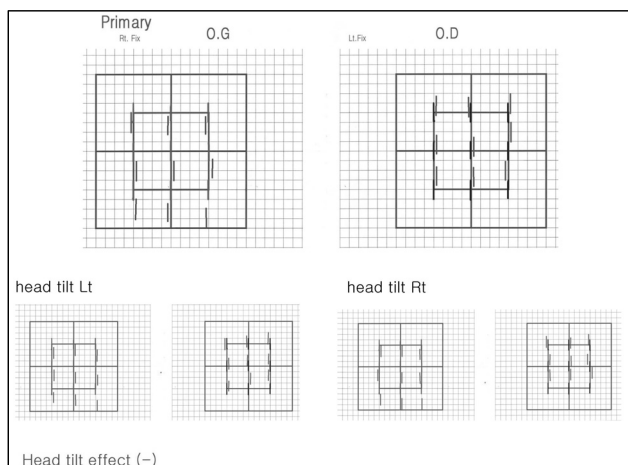 Primary
Rt. Fix
O.G
Lt.Fix
O.D
head tilt Lt
head tilt Rt
Head tilt effect (-)